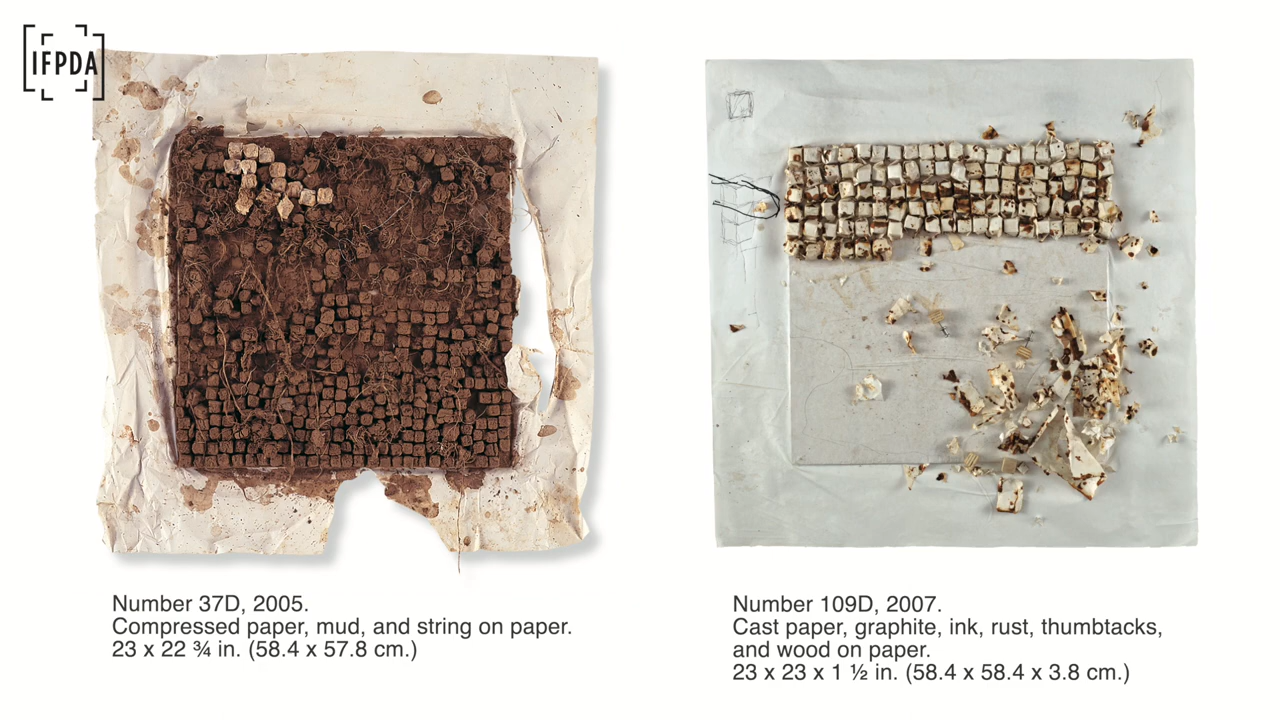 IFPDA
Number 37D, 2005.
Compressed paper, mud, and string on paper.
23 x 22 ¾ in. (58.4 x 57.8 cm.)
Number 109D, 2007.
Cast paper, graphite, ink, rust, thumbtacks,
and wood on paper.
23 x 23 x 1 ½ in. (58.4 x 58.4 x 3.8 cm.)